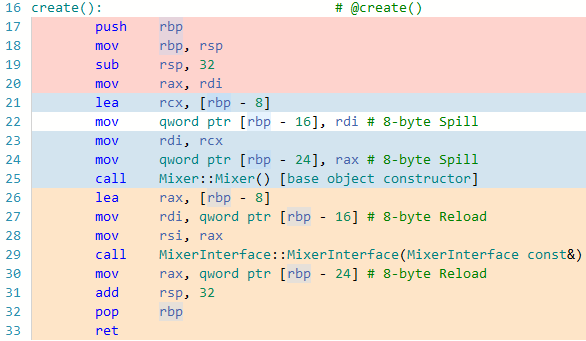 16 create(): # @create()
17 push rbp
18 mov rbp, rsp
19 sub rsp, 32
20 mov rax, rdi
21 lea rcx, [rbp - 8]
22 mov qword ptr [rbp - 16], rdi # 8-byte Spill
23 mov rdi, rcx
24 mov qword ptr [rbp - 24], rax # 8-byte Spill
25 call Mixer::Mixer() [base object constructor]
26 lea rax, [rbp - 8]
27 mov rdi, qword ptr [rbp - 16] # 8-byte Reload
28 mov rsi, rax
29 call MixerInterface::MixerInterface(MixerInterface const&)
30 mov rax, qword ptr [rbp - 24] # 8-byte Reload
31 add rsp, 32
32 pop rbp
33 ret